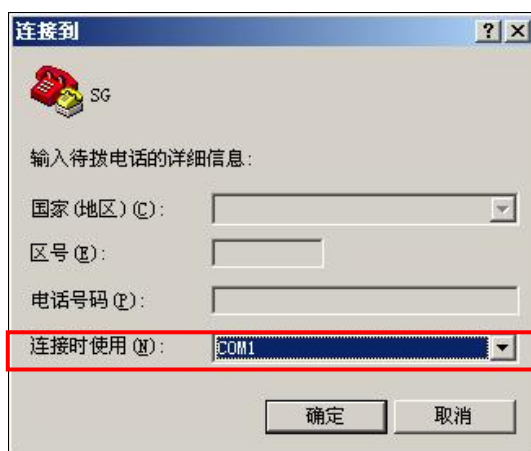 连接到
SG
输入待拨电话的详细信息:
国家(地区)(C):
区号(E):
电话号码(P):
连接时使用(N): COM1
确定 取消